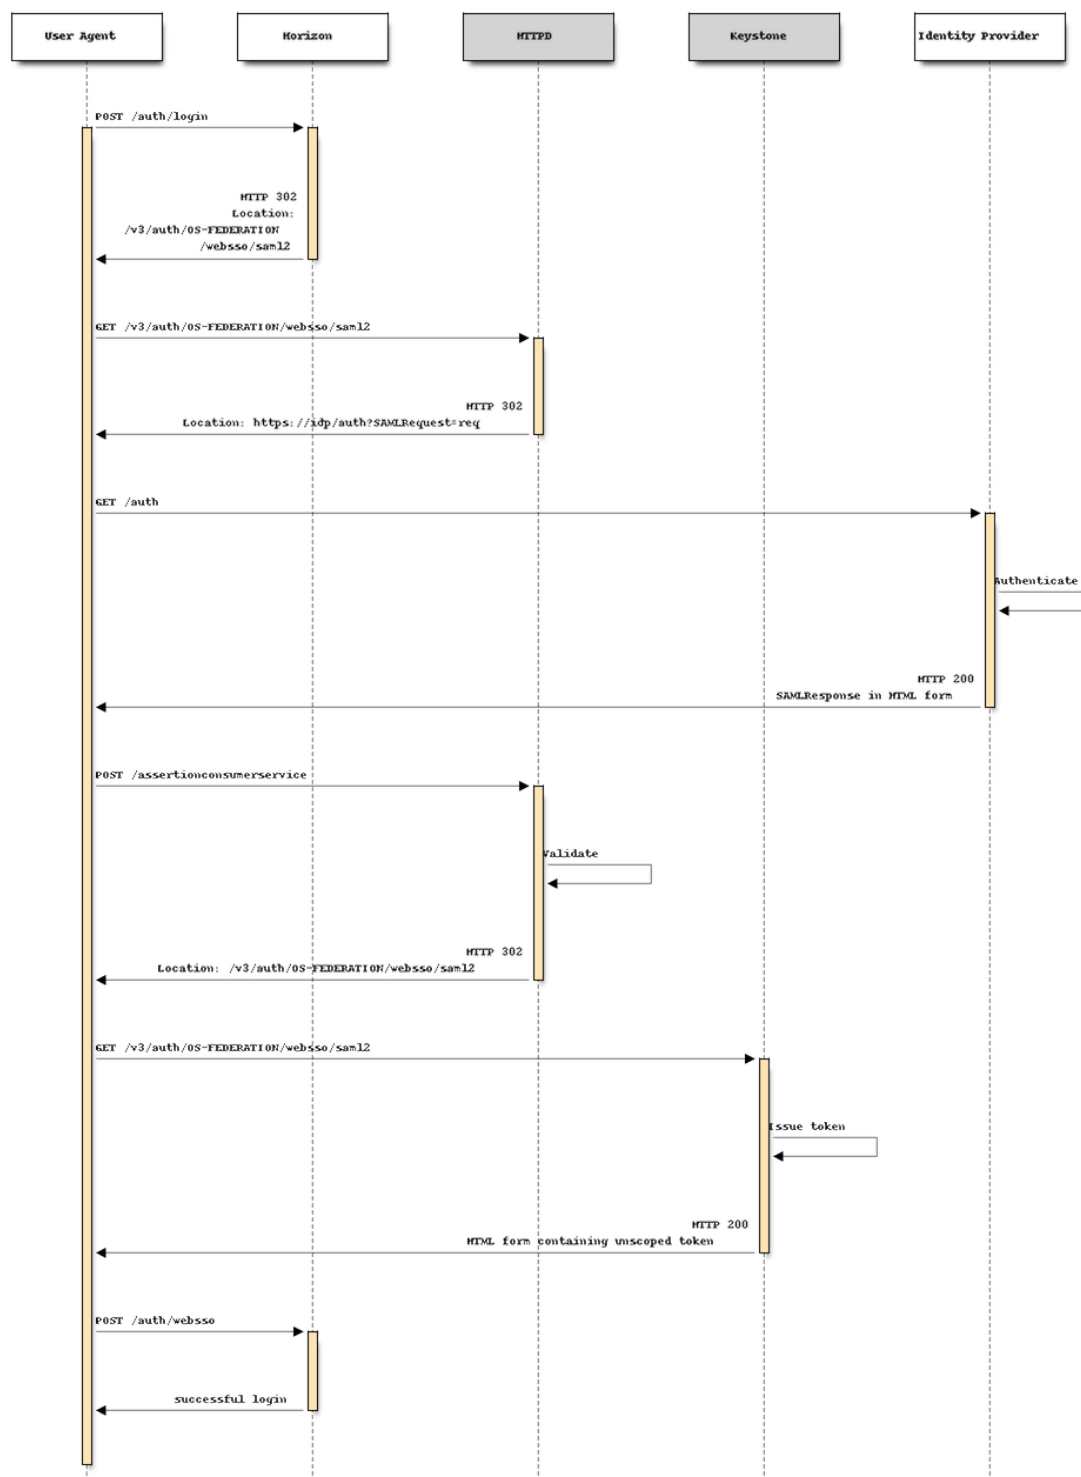 User Agent
Horizon
HTTPD
Keystone
Identity Provider
POST /auth/login
HTTP 302
Location:
/v3/auth/OS-FEDERATION
/websso/saml2
GET /v3/auth/OS-FEDERATION/websso/saml2
HTTP 302
Location: https://idp/auth?SAMLRequest=req
GET /auth
Authenticate
HTTP 200
SAMLResponse in HTML form
POST /assertionconsumerservice
Validate
HTTP 302
Location: /v3/auth/OS-FEDERATION/websso/saml2
GET /v3/auth/OS-FEDERATION/websso/saml2
Issue token
HTTP 200
HTML form containing unscoped token
POST /auth/websso
successful login